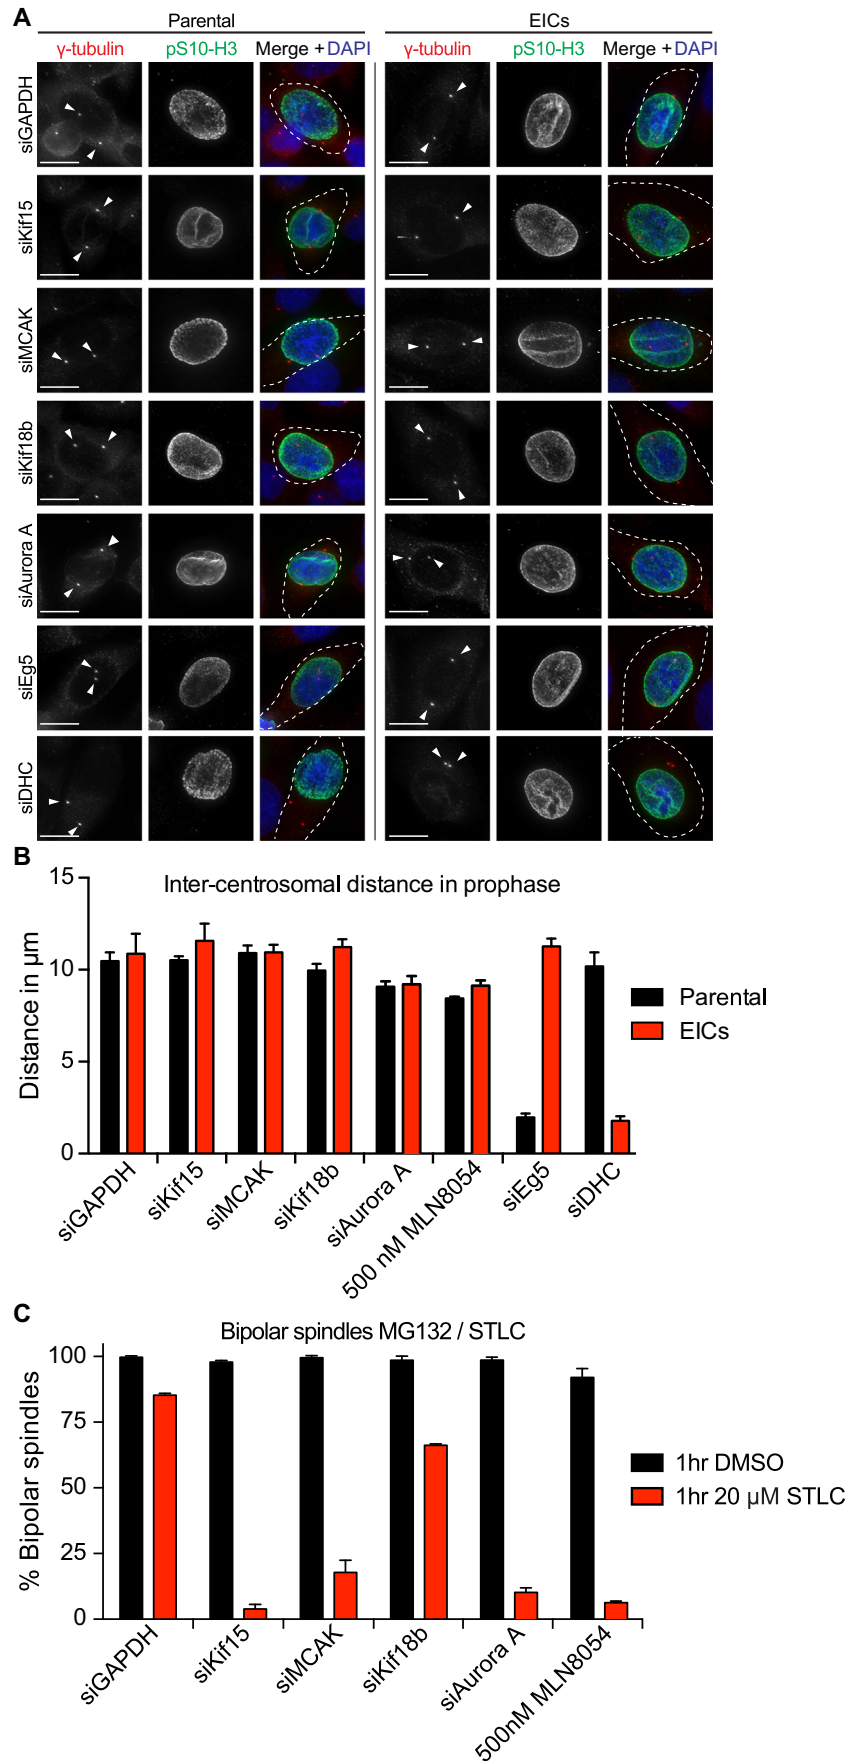 A
Parental
EICs
γ-tubulin
pS10-H3
Merge + DAPI
γ-tubulin
pS10-H3
Merge + DAPI
siGAPDH
siKif15
siMCAK
siKif18b
siAurora A
siEg5
siDHC
B
Inter-centrosomal distance in prophase
Distance in µm
15
10
5
0
Parental
EICs
siGAPDH
siKif15
siMCAK
siKif18b
siAurora A
500 nM MLN8054
siEg5
siDHC
C
Bipolar spindles MG132 / STLC
% Bipolar spindles
100
75
50
25
0
1hr DMSO
1hr 20 µM STLC
siGAPDH
siKif15
siMCAK
siKif18b
siAurora A
500nM MLN8054